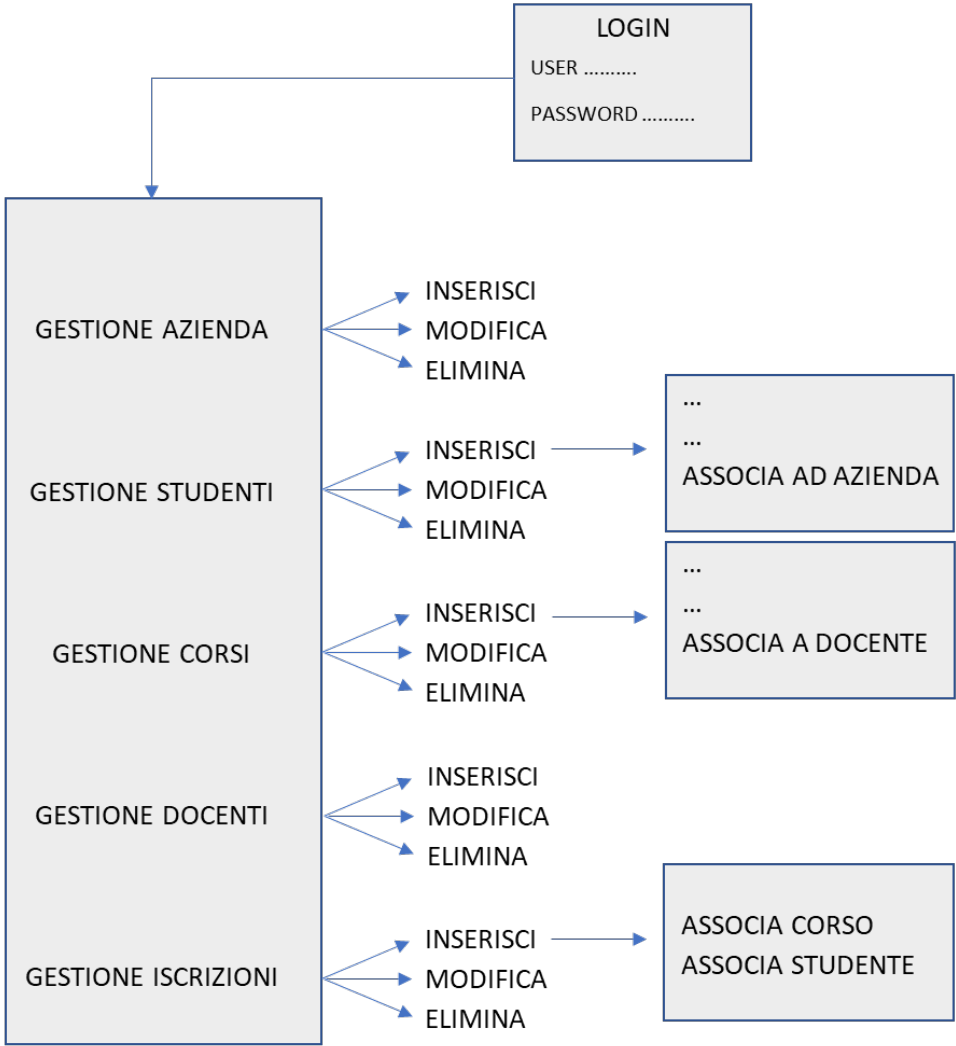 LOGIN
USER ..........
PASSWORD ..........
GESTIONE AZIENDA
INSERISCI
MODIFICA
ELIMINA
GESTIONE STUDENTI
INSERISCI
MODIFICA
ELIMINA
...
...
ASSOCIA AD AZIENDA
GESTIONE CORSI
INSERISCI
MODIFICA
ELIMINA
...
...
ASSOCIA A DOCENTE
GESTIONE DOCENTI
INSERISCI
MODIFICA
ELIMINA
GESTIONE ISCRIZIONI
INSERISCI
MODIFICA
ELIMINA
ASSOCIA CORSO
ASSOCIA STUDENTE